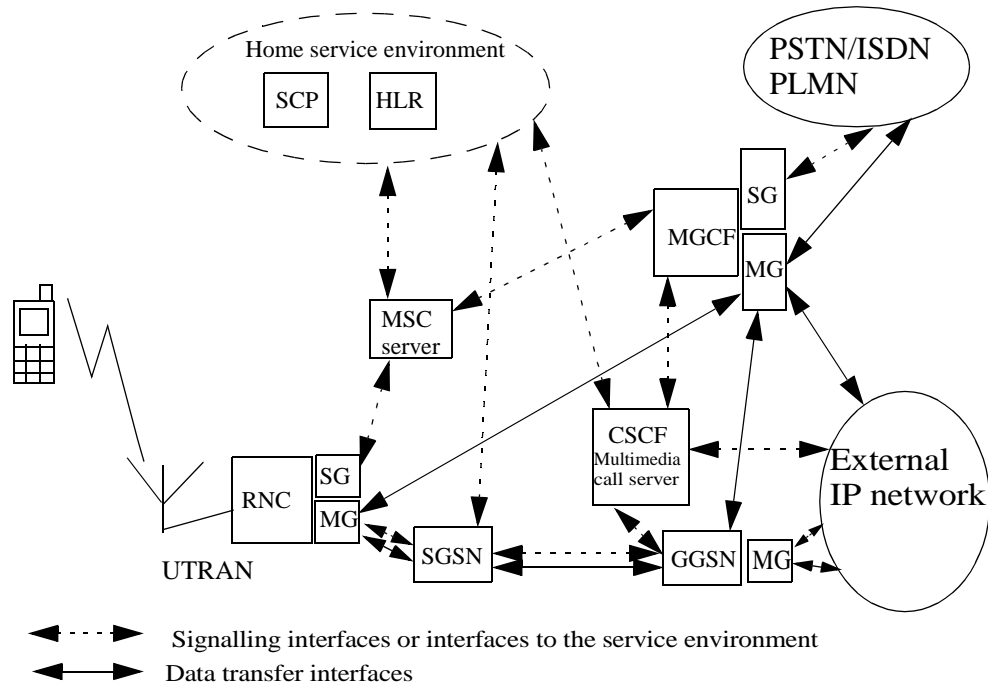 Home service environment
SCP
HLR
PSTN/ISDN
PLMN
SG
MGCF
MG
MSC
server
CSCF
Multimedia
call server
External
IP network
SG
RNC
MG
SGSN
GGSN
MG
UTRAN
Signalling interfaces or interfaces to the service environment
Data transfer interfaces